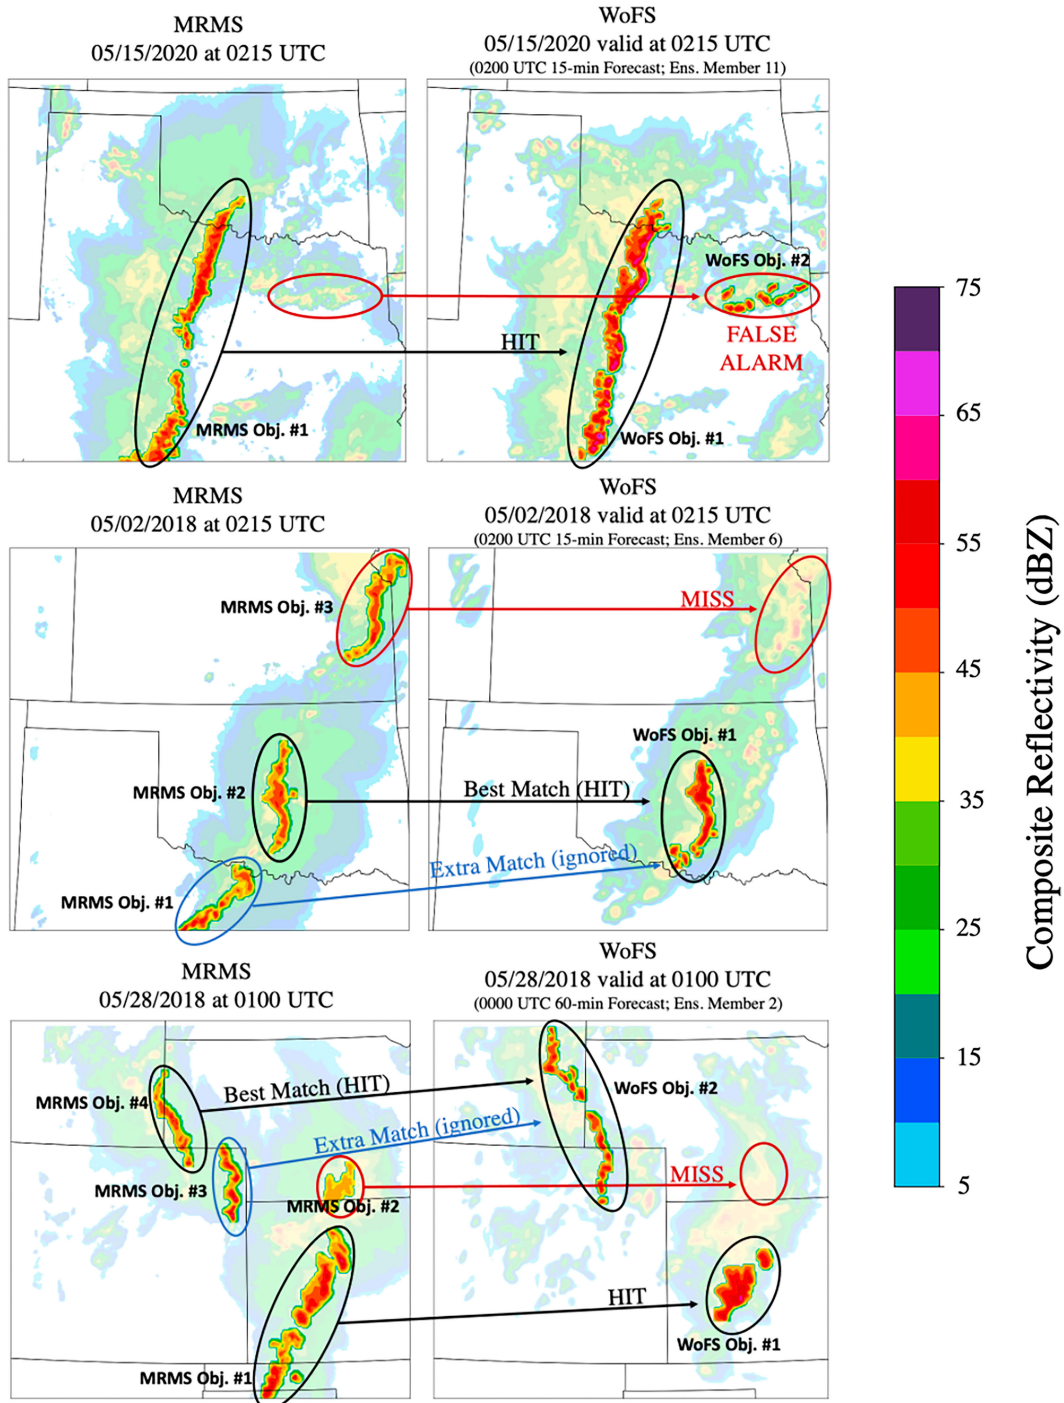 MRMS
05/15/2020 at 0215 UTC
WoFS
05/15/2020 valid at 0215 UTC
(0200 UTC 15-min Forecast; Ens. Member 11)
WoFS Obj. #2
FALSE
ALARM
HIT
MRMS Obj. #1
WoFS Obj. #1
MRMS
05/02/2018 at 0215 UTC
WoFS
05/02/2018 valid at 0215 UTC
(0200 UTC 15-min Forecast; Ens. Member 6)
MRMS Obj. #3
MISS
WoFS Obj. #1
MRMS Obj. #2
Best Match (HIT)
Extra Match (ignored)
MRMS Obj. #1
MRMS
05/28/2018 at 0100 UTC
WoFS
05/28/2018 valid at 0100 UTC
(0000 UTC 60-min Forecast; Ens. Member 2)
MRMS Obj. #4
Best Match (HIT)
WoFS Obj. #2
Extra Match (ignored)
MRMS Obj. #3
MISS
MRMS Obj. #2
HIT
WoFS Obj. #1
MRMS Obj. #1
75
65
55
45
35
25
15
5
Composite Reflectivity (dBZ)